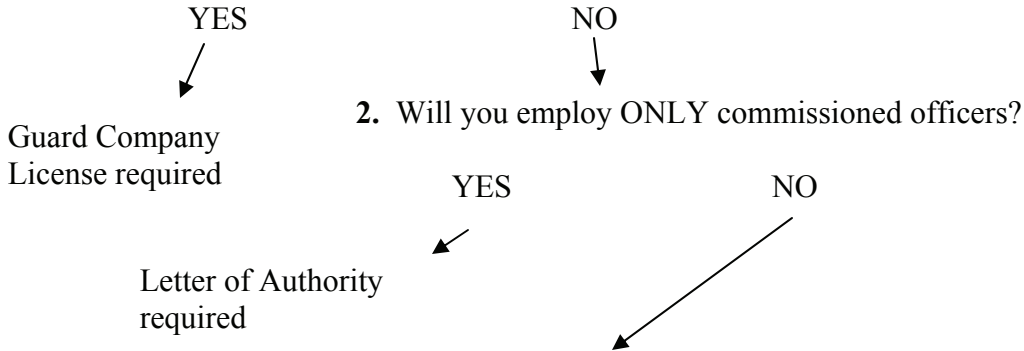 YES NO
2. Will you employ ONLY commissioned officers?
Guard Company
License required
YES NO
Letter of Authority
required